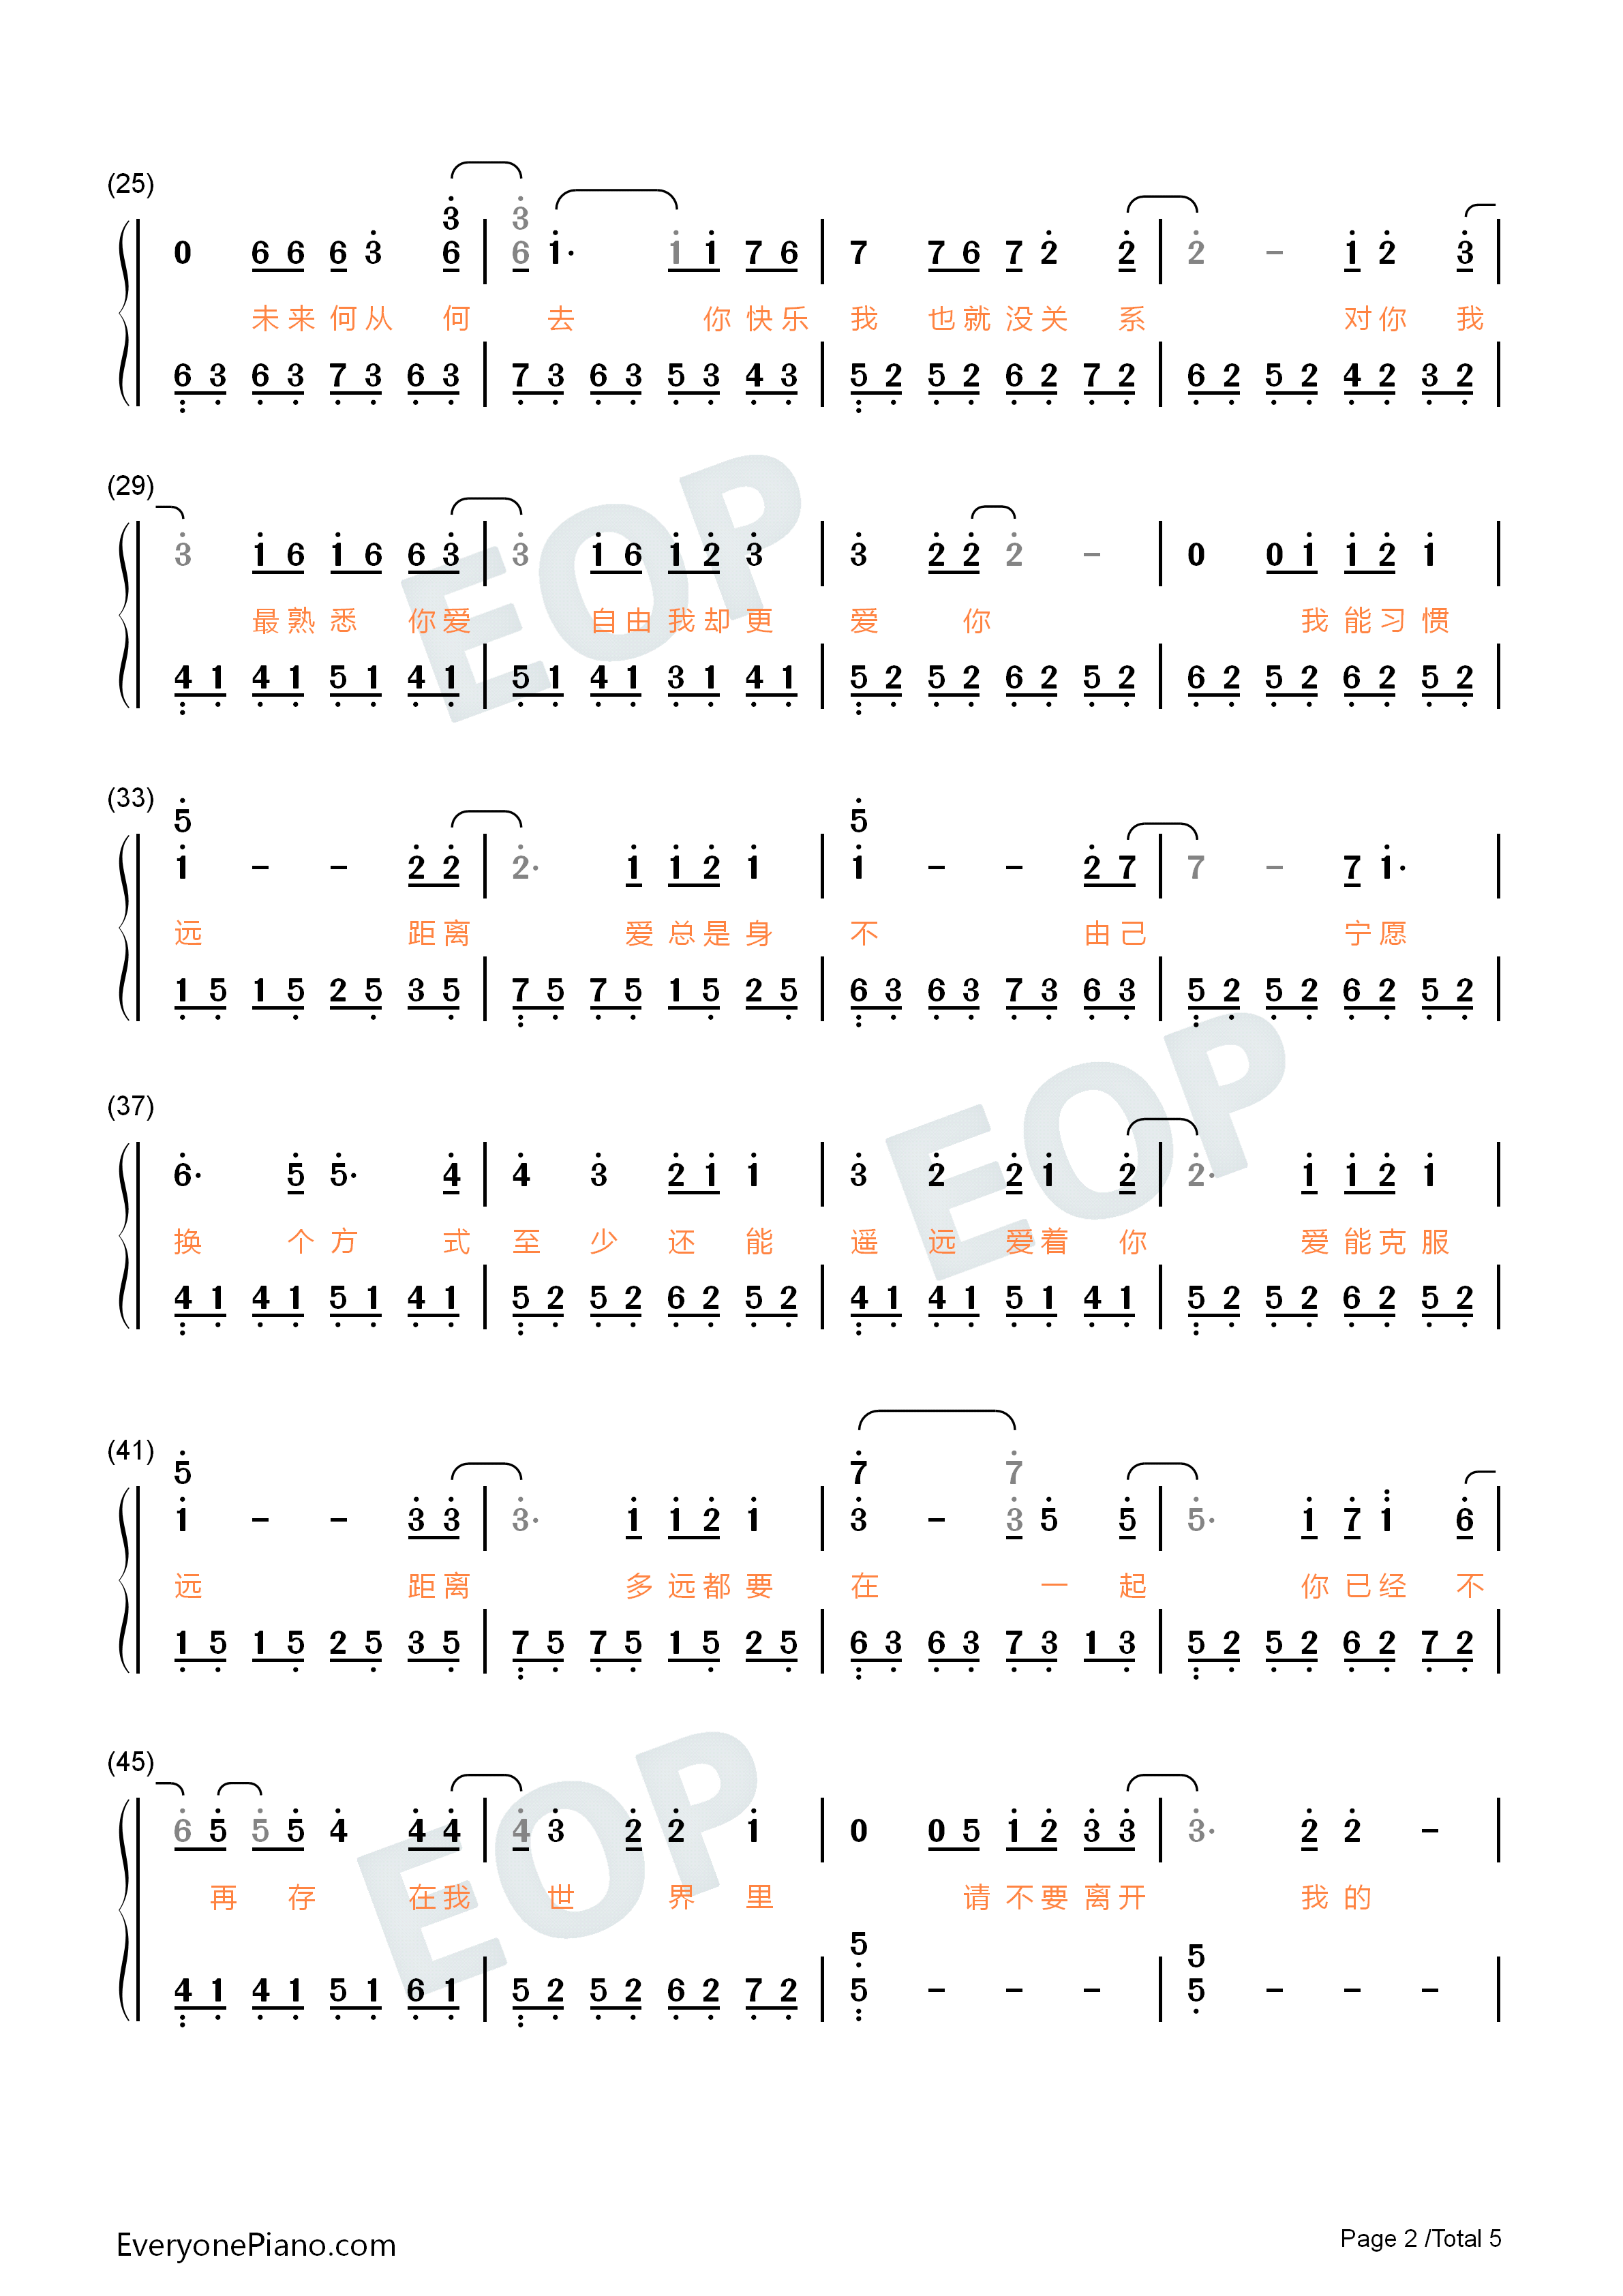 (25)
0 6 6 6 3 3 6 | 3 6 1· 1 1 7 6 | 7 7 6 7 2 2 | 2 - 1 2 3 |
未来何从 何 去 你快乐 我 也就没关 系 对你 我
6 3 6 3 7 3 6 3 | 7 3 6 3 5 3 4 3 | 5 2 5 2 6 2 7 2 | 6 2 5 2 4 2 3 2 |
(29)
3 1 6 1 6 6 3 | 3 1 6 1 2 3 | 3 2 2 2 - | 0 0 1 1 2 1 |
最熟悉 你爱 自由我却更 爱 你 我能习惯
4 1 4 1 5 1 4 1 | 5 1 4 1 3 1 4 1 | 5 2 5 2 6 2 5 2 | 6 2 5 2 6 2 5 2 |
(33)
5 5
1 - - 2 2 | 2· 1 1 2 1 | 1 - - 2 7 | 7 - 7 1· |
远 距离 爱总是身 不 由己 宁愿
1 5 1 5 2 5 3 5 | 7 5 7 5 1 5 2 5 | 6 3 6 3 7 3 6 3 | 5 2 5 2 6 2 5 2 |
(37)
6· 5 5· 4 | 4 3 2 1 1 | 3 2 2 1 2 | 2· 1 1 2 1 |
换 个方 式 至 少 还 能 遥 远 爱着 你 爱能克服
4 1 4 1 5 1 4 1 | 5 2 5 2 6 2 5 2 | 4 1 4 1 5 1 4 1 | 5 2 5 2 6 2 5 2 |
(41)
5 7 7
1 - - 3 3 | 3· 1 1 2 1 | 3 - 3 5 5 | 5· 1 7 1 6 |
远 距离 多远都要 在 一 起 你已经 不
1 5 1 5 2 5 3 5 | 7 5 7 5 1 5 2 5 | 6 3 6 3 7 3 1 3 | 5 2 5 2 6 2 7 2 |
(45)
6 5 5 5 4 4 4 | 4 3 2 2 1 | 0 0 5 1 2 3 3 | 3· 2 2 - |
再 存 在我 世 界 里 请不要离开 我的
5 5
4 1 4 1 5 1 6 1 | 5 2 5 2 6 2 7 2 | 5 - - - | 5 - - - |
EOP
EOP
EOP
EveryonePiano.com
Page 2 /Total 5